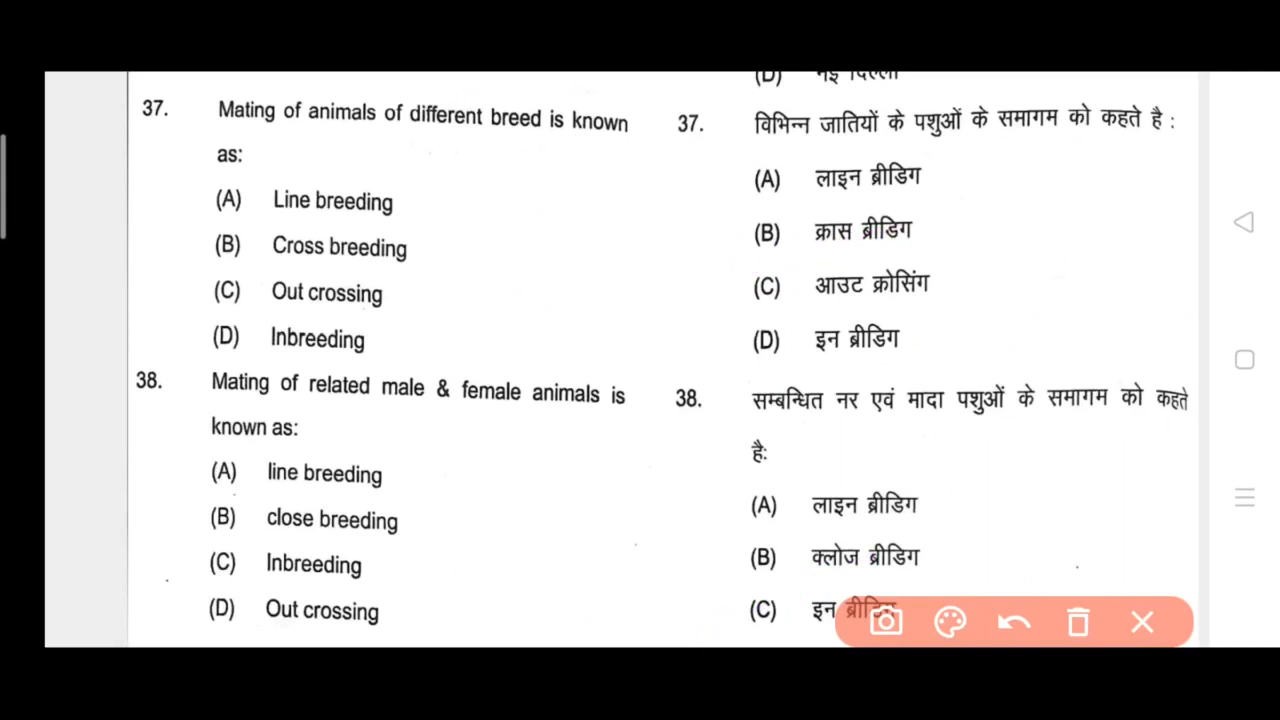 37. Mating of animals of different breed is known
as:
(A) Line breeding
(B) Cross breeding
(C) Out crossing
(D) Inbreeding
38. Mating of related male & female animals is
known as:
(A) line breeding
(B) close breeding
(C) Inbreeding
(D) Out crossing
(D) नई दिल्ली
37. विभिन्न जातियों के पशुओं के समागम को कहते है :
(A) लाइन ब्रीडिग
(B) क्रास ब्रीडिग
(C) आउट क्रोसिंग
(D) इन ब्रीडिग
38. सम्बन्धित नर एवं मादा पशुओं के समागम को कहते
है:
(A) लाइन ब्रीडिग
(B) क्लोज ब्रीडिग
(C) इन ब्रीडिग